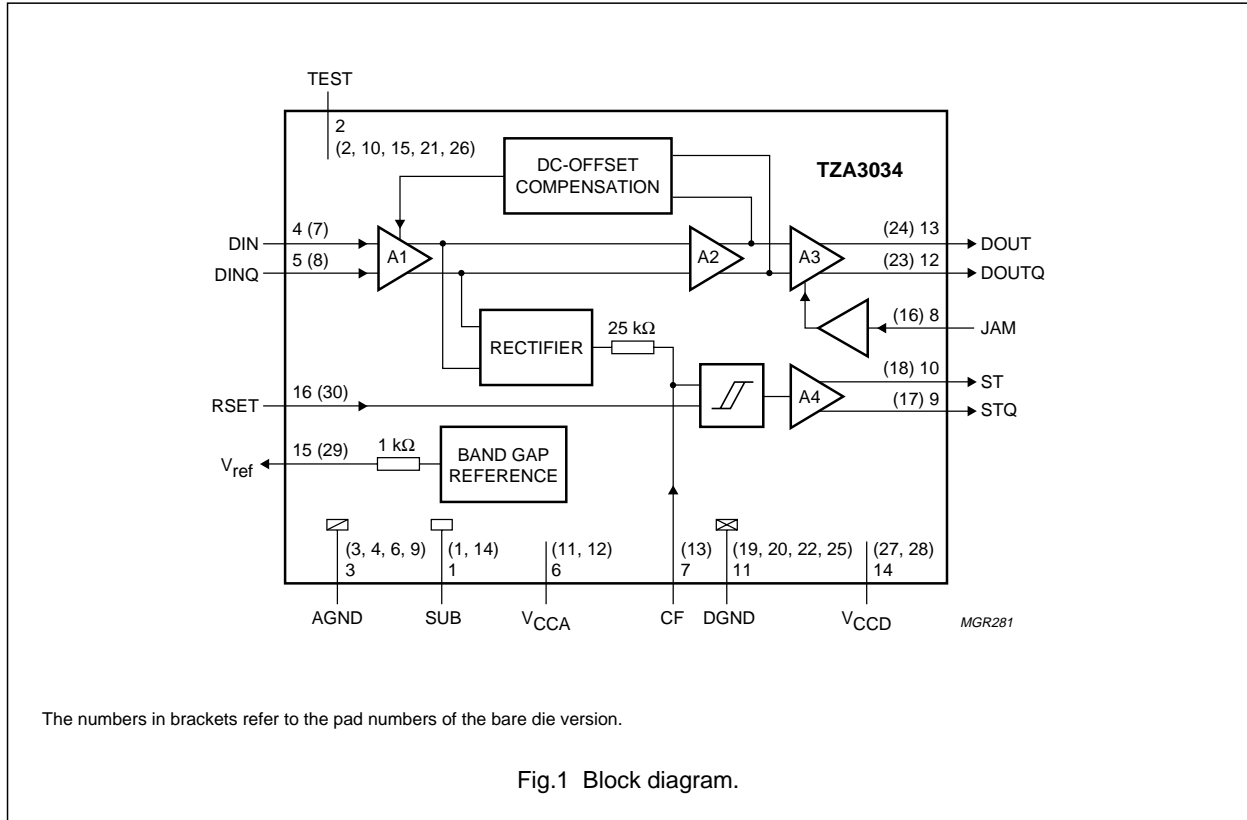 TEST
2
(2, 10, 15, 21, 26)
DC-OFFSET
COMPENSATION
TZA3034
DIN
4 (7)
A1
A2
A3
(24) 13
DOUT
DINQ
5 (8)
(23) 12
DOUTQ
(16) 8
JAM
RECTIFIER
25 kΩ
(18) 10
ST
A4
(17) 9
STQ
RSET
16 (30)
Vref
15 (29)
1 kΩ
BAND GAP
REFERENCE
(3, 4, 6, 9)
3
(1, 14)
1
(11, 12)
6
(13)
7
(19, 20, 22, 25)
11
(27, 28)
14
AGND
SUB
VCCA
CF
DGND
VCCD
MGR281
The numbers in brackets refer to the pad numbers of the bare die version.
Fig.1 Block diagram.